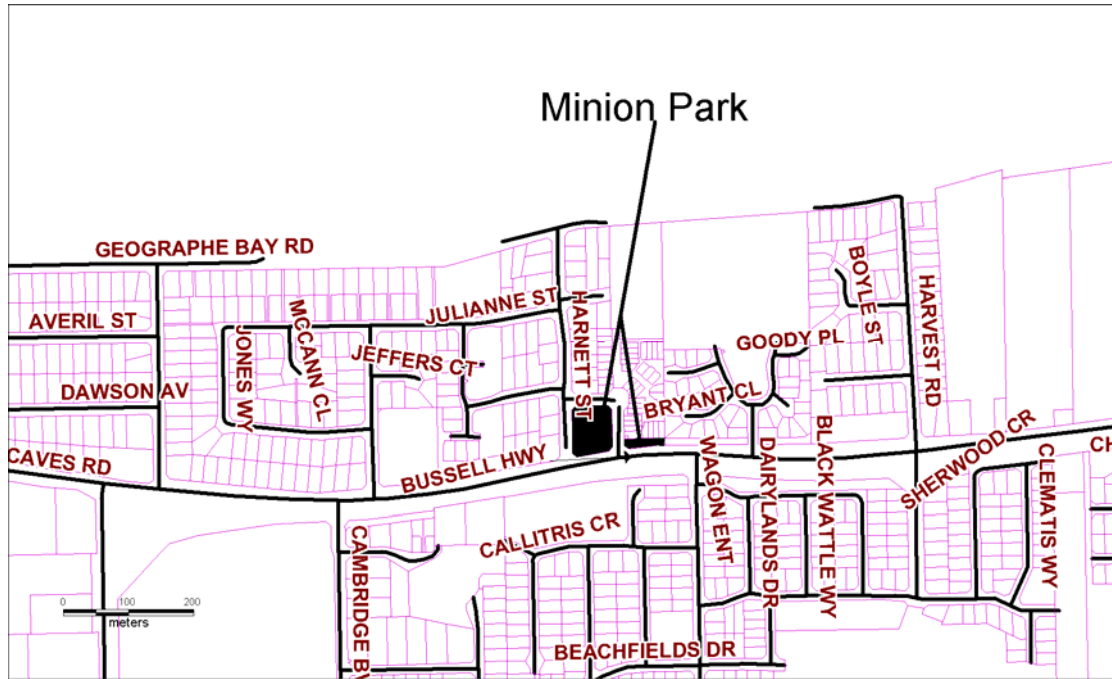 Minion Park
GEOGRAPHE BAY RD
AVERIL ST
JULIANNE ST
MCCANN CL
JONES WY
JEFFERS CT
HARNETT ST
BOYLE ST
HARVEST RD
GOODY PL
DAWSON AV
BRYANT CL
CAVES RD
BUSSELL HWY
WAGON ENT
DAIRYLANDS DR
BLACK WATTLE WY
SHERWOOD CR
CLEMATIS WY
CH
CALLITRIS CR
CAMBRIDGE BV
BEACHFIELDS DR
0 100 200
meters